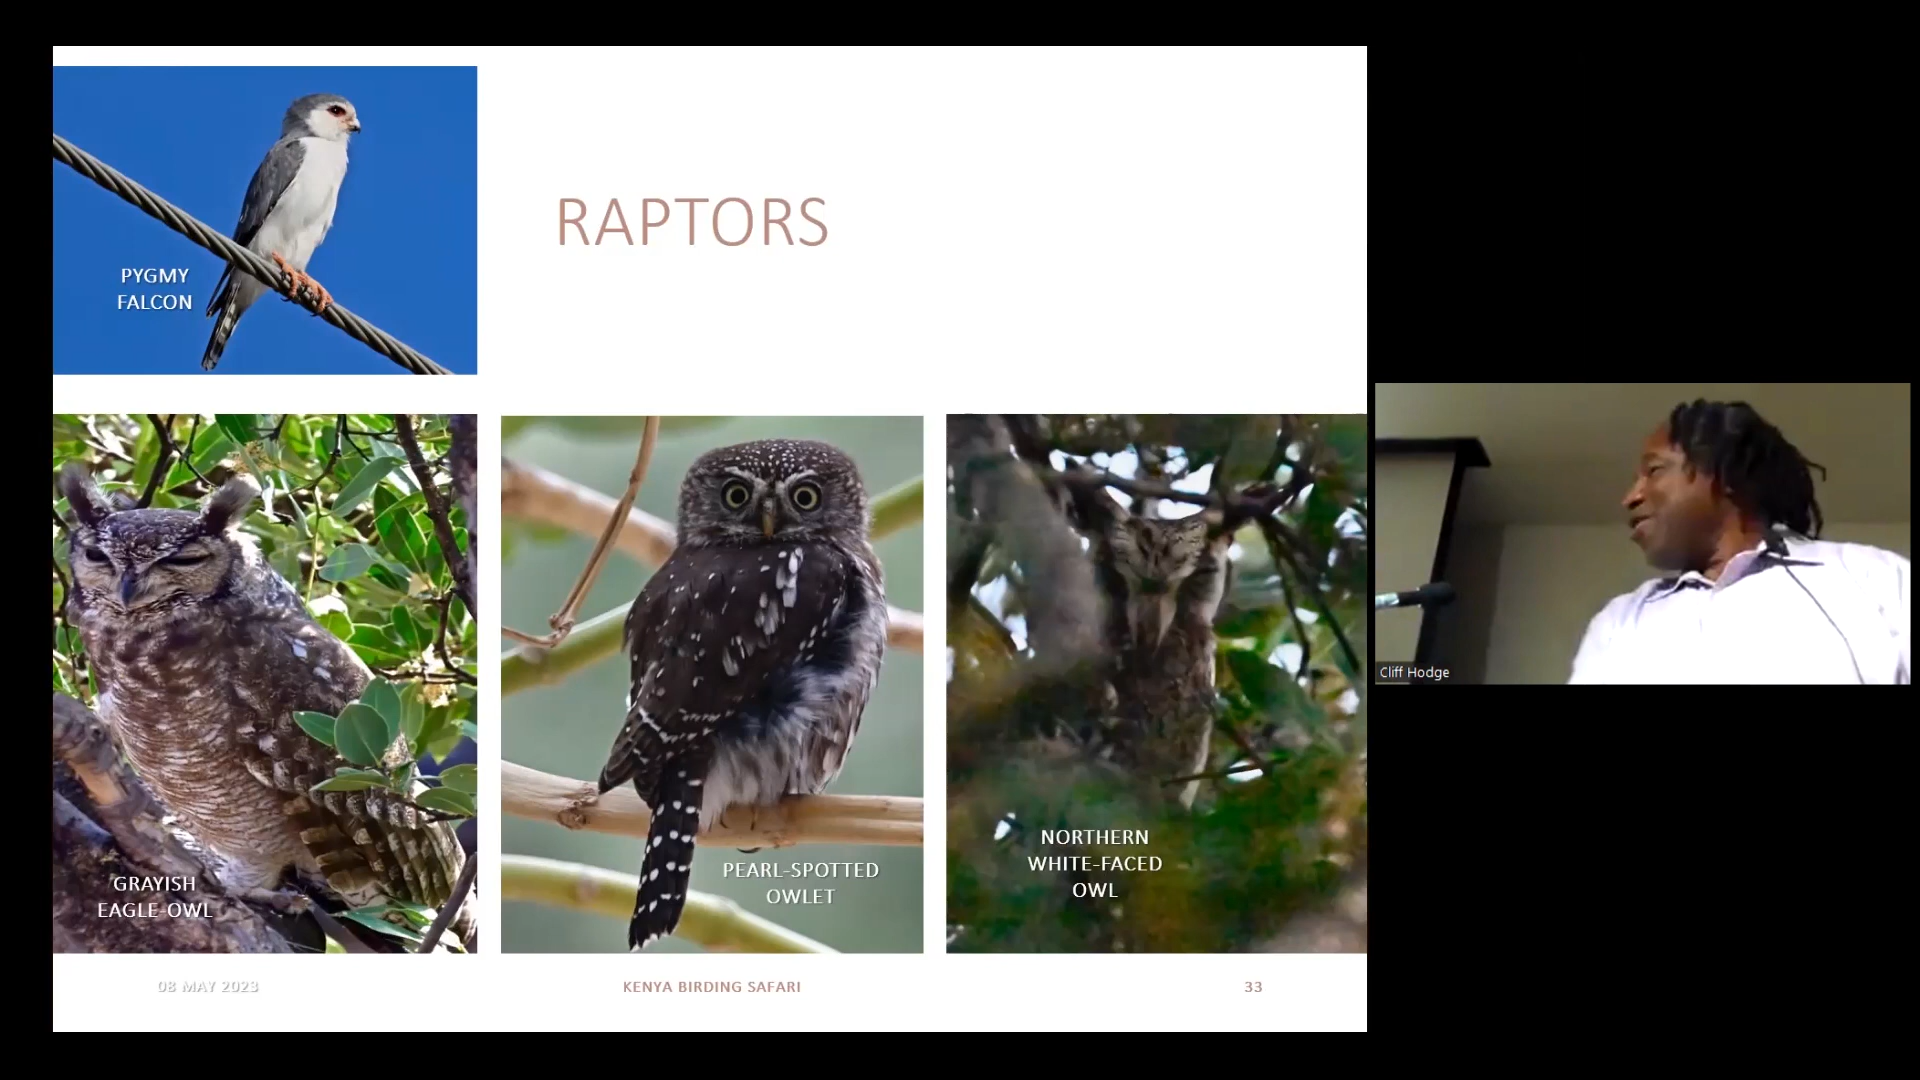 RAPTORS
PYGMY
FALCON
GRAYISH
EAGLE-OWL
PEARL-SPOTTED
OWLET
NORTHERN
WHITE-FACED
OWL
08 MAY 2023
KENYA BIRDING SAFARI
33
Cliff Hodge